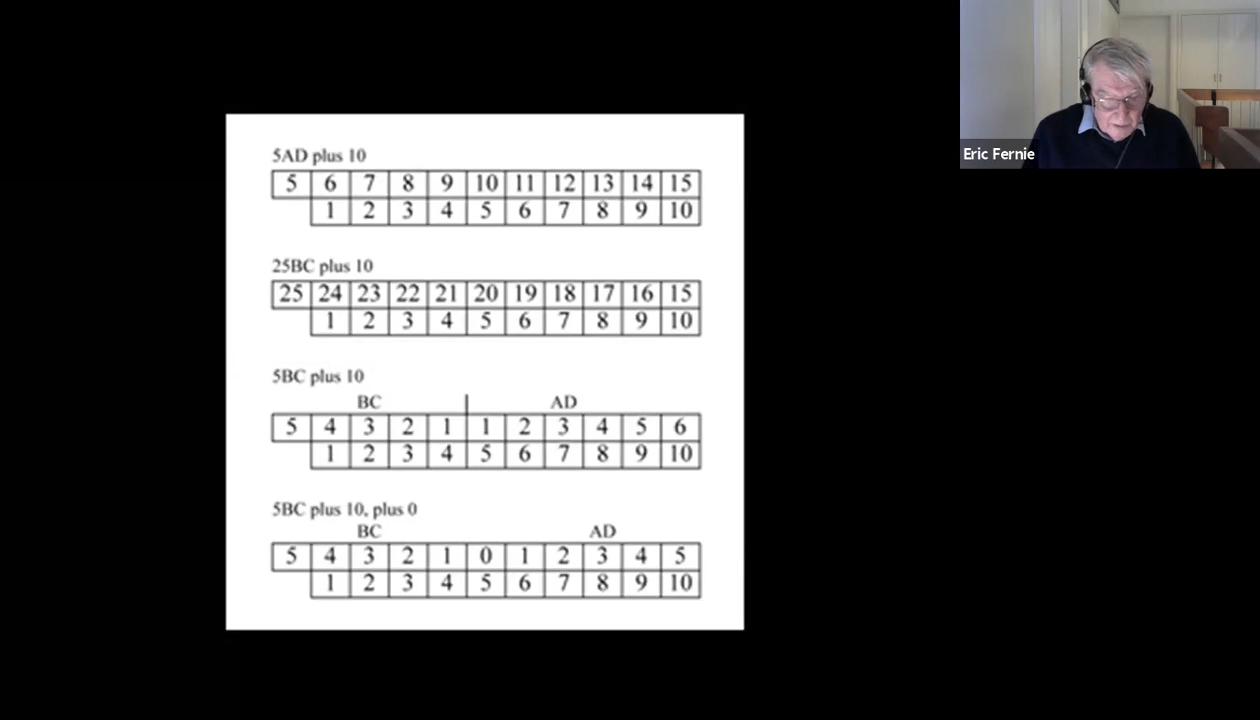 5AD plus 10
5 6 7 8 9 10 11 12 13 14 15
1 2 3 4 5 6 7 8 9 10
25BC plus 10
25 24 23 22 21 20 19 18 17 16 15
1 2 3 4 5 6 7 8 9 10
5BC plus 10
BC AD
5 4 3 2 1 1 2 3 4 5 6
1 2 3 4 5 6 7 8 9 10
5BC plus 10, plus 0
BC AD
5 4 3 2 1 0 1 2 3 4 5
1 2 3 4 5 6 7 8 9 10
Eric Fernie